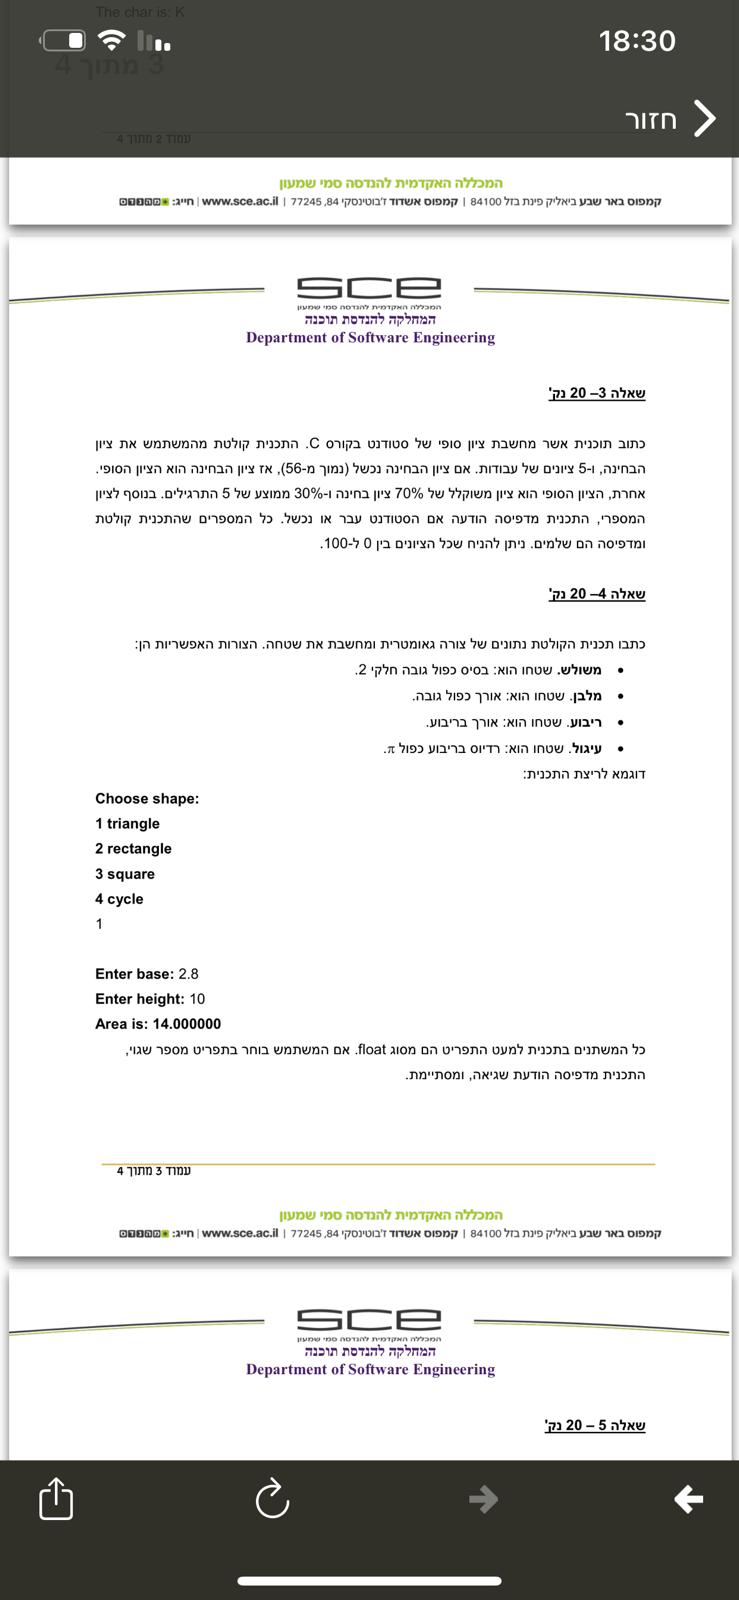 The char is: K
18:30
3 מתוך 4
חזור
עמוד 2 מתוך 4
המכללה האקדמית להנדסה סמי שמעון
קמפוס באר שבע ביאליק פינת בזל 84100 | קמפוס אשדוד ז'בוטינסקי 84, 77245 | www.sce.ac.il | חייג:
sce
המכללה האקדמית להנדסה סמי שמעון
המחלקה להנדסת תוכנה
Department of Software Engineering
שאלה 3– 20 נק'
כתוב תוכנית אשר מחשבת ציון סופי של סטודנט בקורס C. התכנית קולטת מהמשתמש את ציון
הבחינה, ו-5 ציונים של עבודות. אם ציון הבחינה נכשל (נמוך מ-56), אז ציון הבחינה הוא הציון הסופי.
אחרת, הציון הסופי הוא ציון משוקלל של 70% ציון בחינה ו-30% ממוצע של 5 התרגילים. בנוסף לציון
המספרי, התכנית מדפיסה הודעה אם הסטודנט עבר או נכשל. כל המספרים שהתכנית קולטת
ומדפיסה הם שלמים. ניתן להניח שכל הציונים בין 0 ל-100.
שאלה 4– 20 נק'
כתבו תכנית הקולטת נתונים של צורה גאומטרית ומחשבת את שטחה. הצורות האפשריות הן:
• משולש. שטחו הוא: בסיס כפול גובה חלקי 2.
• מלבן. שטחו הוא: אורך כפול גובה.
• ריבוע. שטחו הוא: אורך בריבוע.
• עיגול. שטחו הוא: רדיוס בריבוע כפול π.
דוגמא לריצת התכנית:
Choose shape:
1 triangle
2 rectangle
3 square
4 cycle
1
Enter base: 2.8
Enter height: 10
Area is: 14.000000
כל המשתנים בתכנית למעט התפריט הם מסוג float. אם המשתמש בוחר בתפריט מספר שגוי,
התכנית מדפיסה הודעת שגיאה, ומסתיימת.
עמוד 3 מתוך 4
המכללה האקדמית להנדסה סמי שמעון
קמפוס באר שבע ביאליק פינת בזל 84100 | קמפוס אשדוד ז'בוטינסקי 84, 77245 | www.sce.ac.il | חייג:
sce
המכללה האקדמית להנדסה סמי שמעון
המחלקה להנדסת תוכנה
Department of Software Engineering
שאלה 5 – 20 נק'